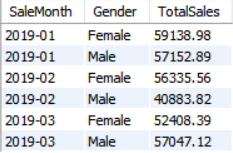 SaleMonth Gender TotalSales
2019-01 Female 59138.98
2019-01 Male 57152.89
2019-02 Female 56335.56
2019-02 Male 40883.82
2019-03 Female 52408.39
2019-03 Male 57047.12